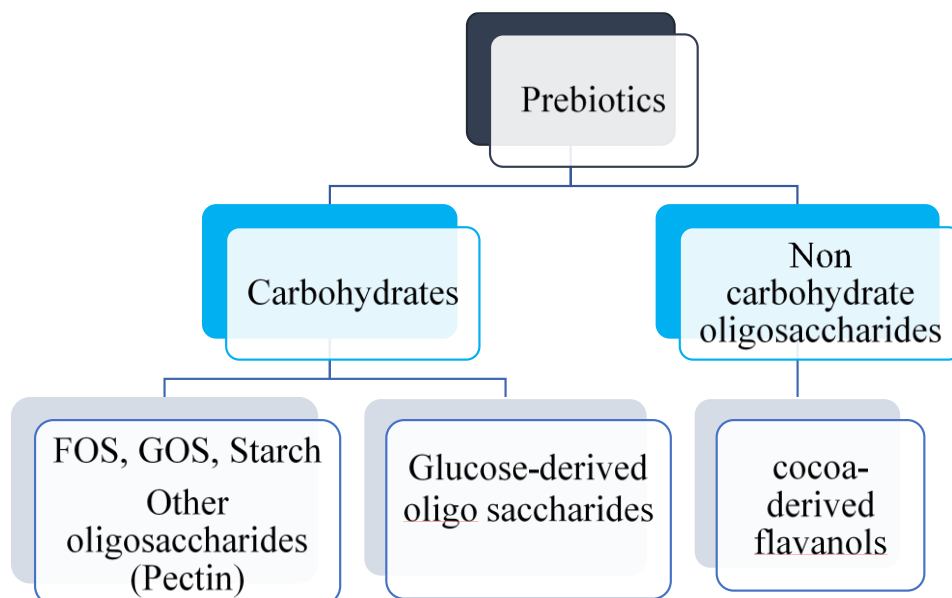 Prebiotics
Carbohydrates
Non
carbohydrate
oligosaccharides
FOS, GOS, Starch
Other
oligosaccharides
(Pectin)
Glucose-derived
oligo saccharides
cocoa-
derived
flavanols